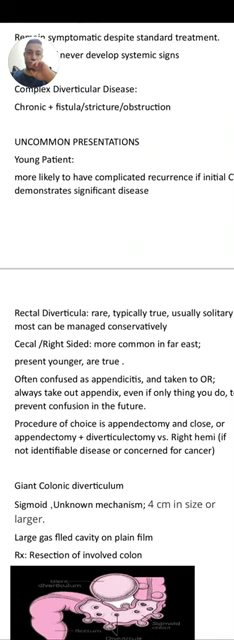 Remain symptomatic despite standard treatment.
never develop systemic signs
Complex Diverticular Disease:
Chronic + fistula/stricture/obstruction
UNCOMMON PRESENTATIONS
Young Patient:
more likely to have complicated recurrence if initial C
demonstrates significant disease
Rectal Diverticula: rare, typically true, usually solitary
most can be managed conservatively
Cecal /Right Sided: more common in far east;
present younger, are true .
Often confused as appendicitis, and taken to OR;
always take out appendix, even if only thing you do, t
prevent confusion in the future.
Procedure of choice is appendectomy and close, or
appendectomy + diverticulectomy vs. Right hemi (if
not identifiable disease or concerned for cancer)
Giant Colonic diverticulum
Sigmoid ,Unknown mechanism; 4 cm in size or
larger.
Large gas flled cavity on plain film
Rx: Resection of involved colon
Giant
diverticulum
Sigmoid
colon
Rectum